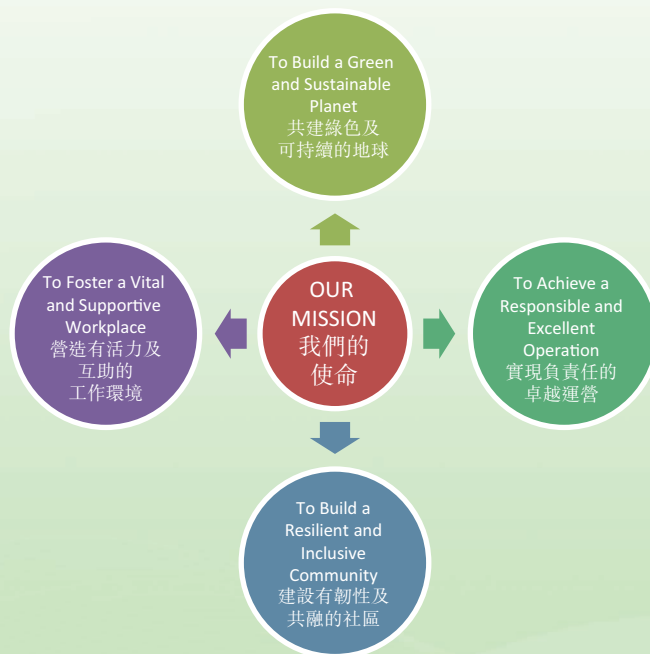 To Build a Green
and Sustainable
Planet
共建綠色及
可持續的地球
To Foster a Vital
and Supportive
Workplace
營造有活力及
互助的
工作環境
OUR
MISSION
我們的
使命
To Achieve a
Responsible and
Excellent
Operation
實現負責任的
卓越運營
To Build a
Resilient and
Inclusive
Community
建設有韌性及
共融的社區